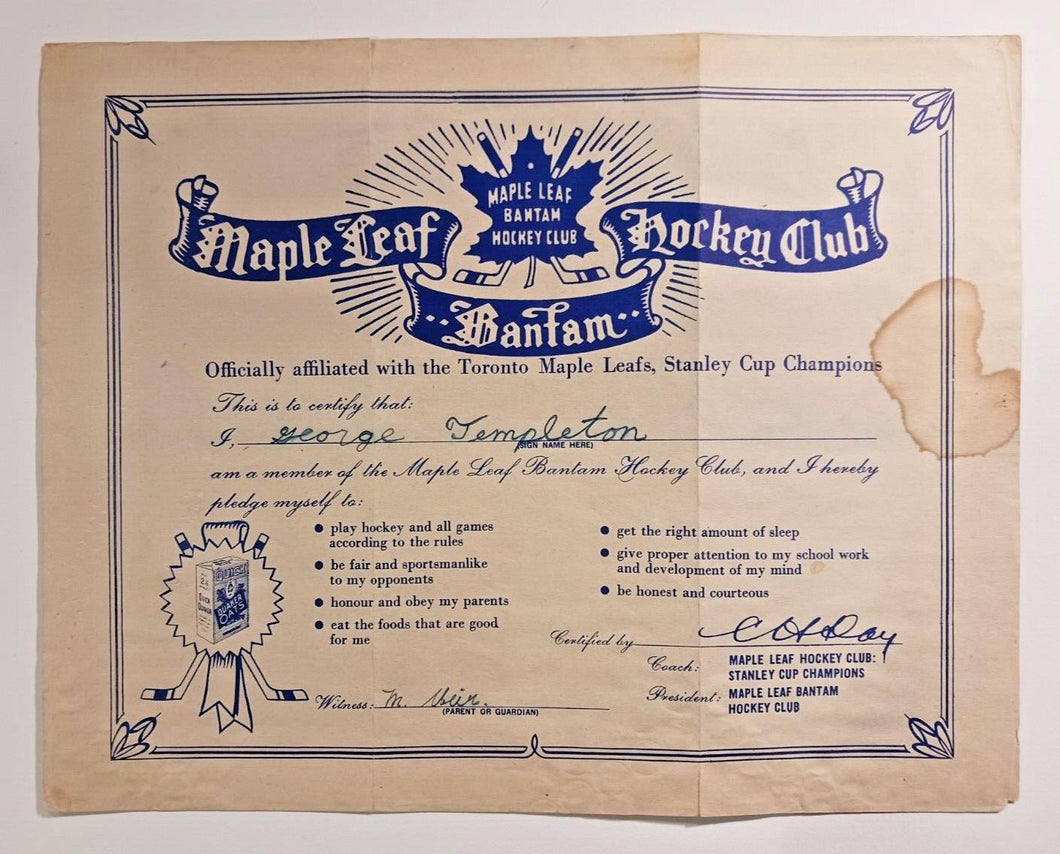 MAPLE LEAF
BANTAM
HOCKEY CLUB
Maple Leaf Hockey Club
Bantam
Officially affiliated with the Toronto Maple Leafs, Stanley Cup Champions
This is to certify that:
I, George Templeton
(SIGN NAME HERE)
am a member of the Maple Leaf Bantam Hockey Club, and I hereby
pledge myself to:
● play hockey and all games
according to the rules
● be fair and sportsmanlike
to my opponents
● honour and obey my parents
● eat the foods that are good
for me
● get the right amount of sleep
● give proper attention to my school work
and development of my mind
● be honest and courteous
QUAKER
OATS
Certified by C H Day
Coach: MAPLE LEAF HOCKEY CLUB:
STANLEY CUP CHAMPIONS
President: MAPLE LEAF BANTAM
HOCKEY CLUB
Witness: M.
(PARENT OR GUARDIAN)